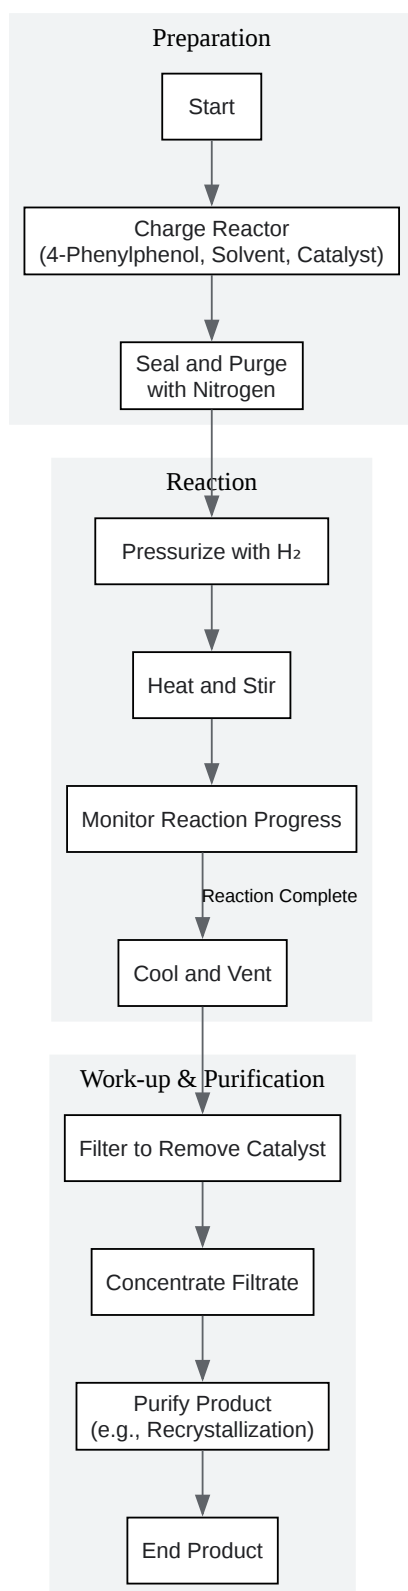 Preparation
Start
Charge Reactor
(4-Phenylphenol, Solvent, Catalyst)
Seal and Purge
with Nitrogen
Reaction
Pressurize with H₂
Heat and Stir
Monitor Reaction Progress
Reaction Complete
Cool and Vent
Work-up & Purification
Filter to Remove Catalyst
Concentrate Filtrate
Purify Product
(e.g., Recrystallization)
End Product